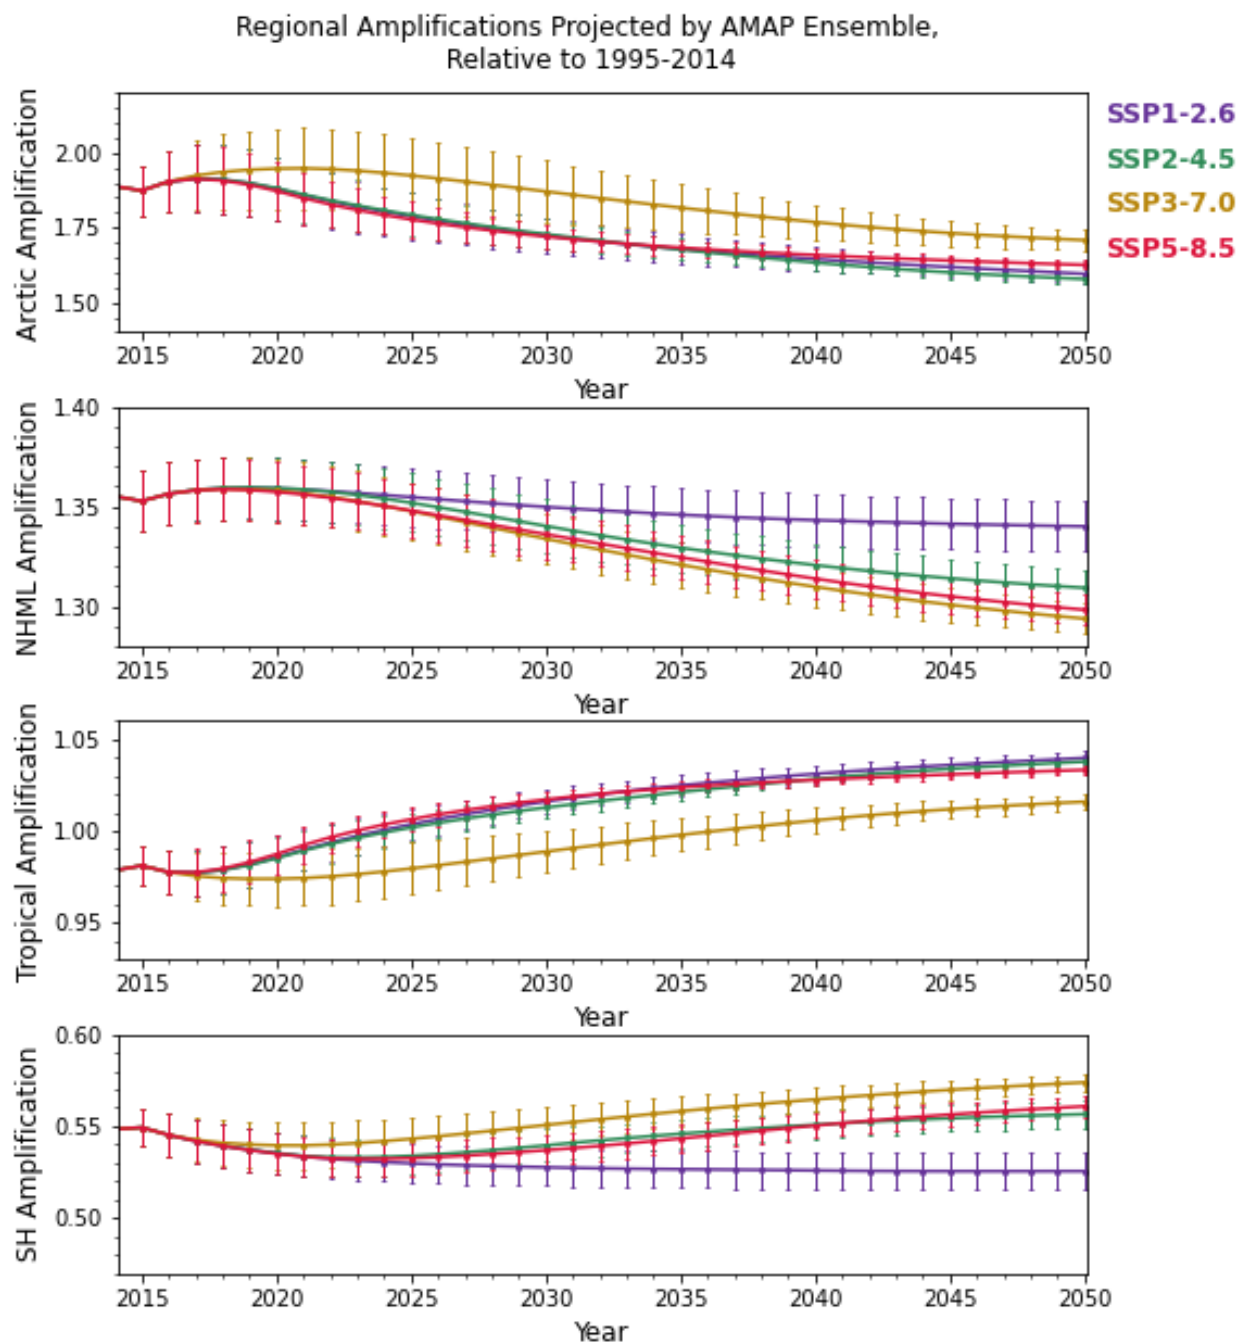 Regional Amplifications Projected by AMAP Ensemble,
Relative to 1995-2014
SSP1-2.6
SSP2-4.5
SSP3-7.0
SSP5-8.5
Arctic Amplification
2.00
1.75
1.50
2015 2020 2025 2030 2035 2040 2045 2050
Year
NHML Amplification
1.40
1.35
1.30
2015 2020 2025 2030 2035 2040 2045 2050
Year
Tropical Amplification
1.05
1.00
0.95
2015 2020 2025 2030 2035 2040 2045 2050
Year
SH Amplification
0.60
0.55
0.50
2015 2020 2025 2030 2035 2040 2045 2050
Year